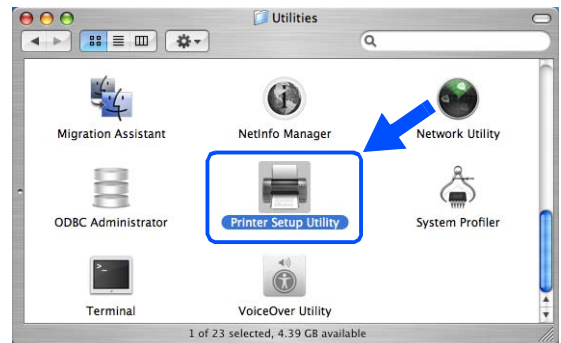 Utilities
Migration Assistant
NetInfo Manager
Network Utility
ODBC Administrator
Printer Setup Utility
System Profiler
>_
Terminal
VoiceOver Utility
1 of 23 selected, 4.39 GB available